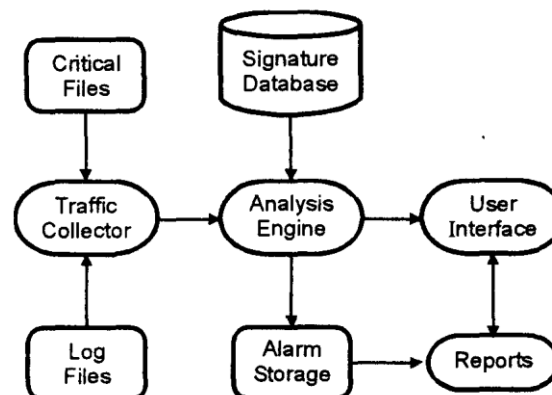 Critical
Files
Signature
Database
Traffic
Collector
Analysis
Engine
User
Interface
Log
Files
Alarm
Storage
Reports